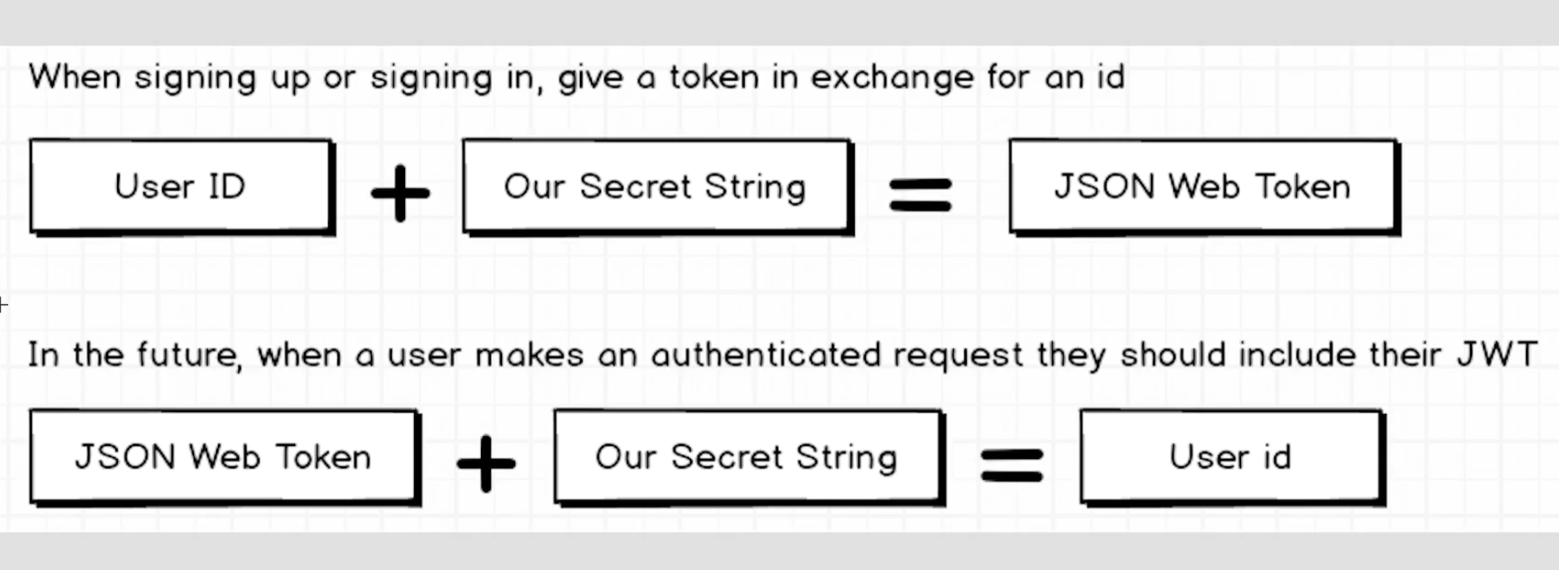 When signing up or signing in, give a token in exchange for an id
User ID + Our Secret String = JSON Web Token
In the future, when a user makes an authenticated request they should include their JWT
JSON Web Token + Our Secret String = User id